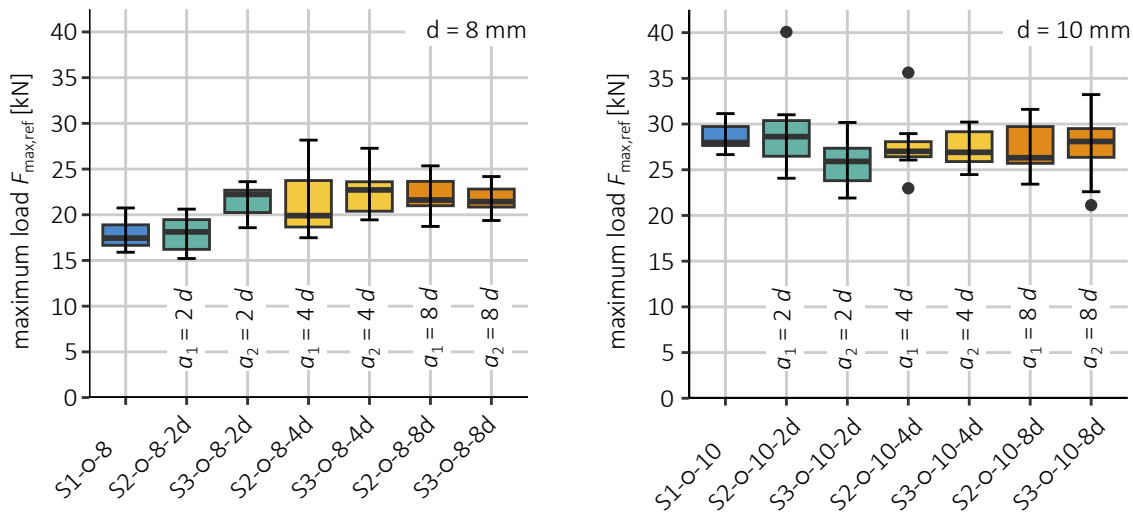 maximum load Fmax,ref [kN]
40
35
30
25
20
15
10
5
0
d = 8 mm
a1 = 2 d
a2 = 2 d
a1 = 4 d
a2 = 4 d
a1 = 8 d
a2 = 8 d
S1-o-8
S2-o-8-2d
S3-o-8-2d
S2-o-8-4d
S3-o-8-4d
S2-o-8-8d
S3-o-8-8d
maximum load Fmax,ref [kN]
40
35
30
25
20
15
10
5
0
d = 10 mm
a1 = 2 d
a2 = 2 d
a1 = 4 d
a2 = 4 d
a1 = 8 d
a2 = 8 d
S1-o-10
S2-o-10-2d
S3-o-10-2d
S2-o-10-4d
S3-o-10-4d
S2-o-10-8d
S3-o-10-8d